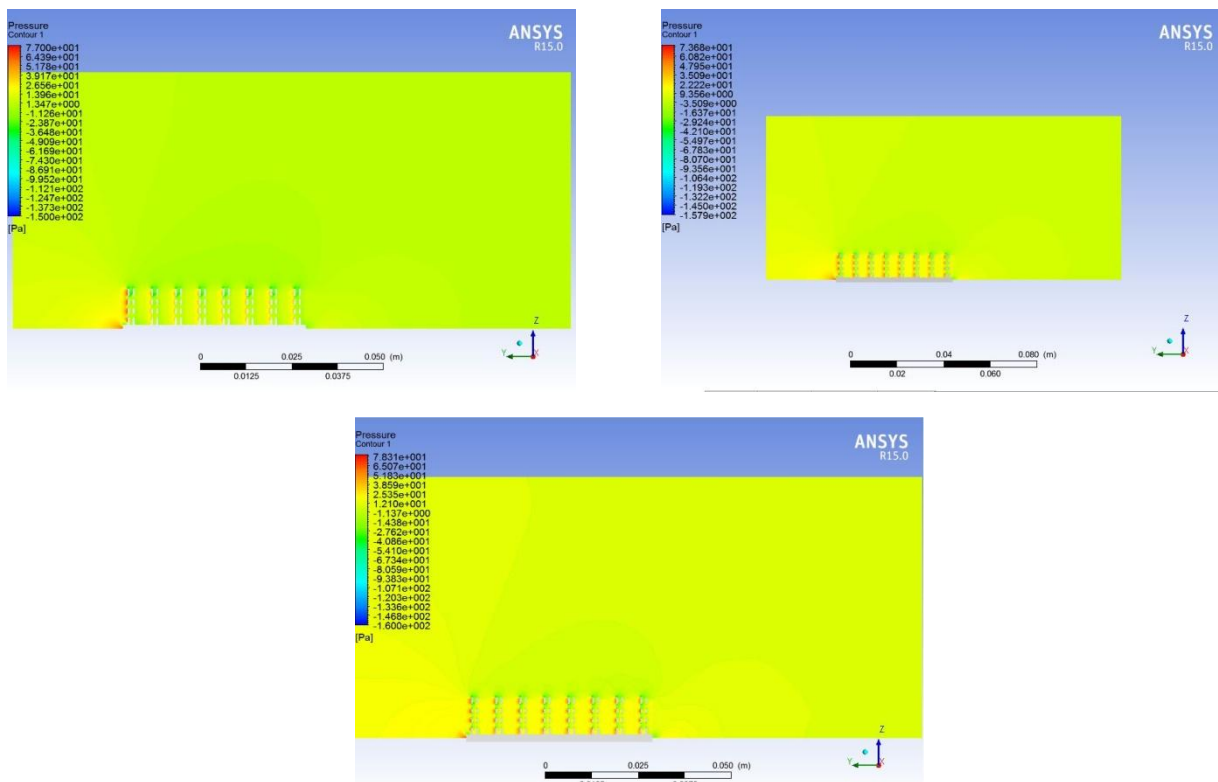 Pressure
Contour 1
7.700e+001
6.439e+001
5.178e+001
3.917e+001
2.656e+001
1.396e+001
1.347e+000
-1.126e+001
-2.387e+001
-3.648e+001
-4.909e+001
-6.169e+001
-7.430e+001
-8.691e+001
-9.952e+001
-1.121e+002
-1.247e+002
-1.373e+002
-1.500e+002
[Pa]
ANSYS
R15.0
Z
Y
X
0 0.025 0.050 (m)
0.0125 0.0375
Pressure
Contour 1
7.368e+001
6.082e+001
4.795e+001
3.509e+001
2.222e+001
9.356e+000
-3.509e+000
-1.637e+001
-2.924e+001
-4.210e+001
-5.497e+001
-6.783e+001
-8.070e+001
-9.356e+001
-1.064e+002
-1.193e+002
-1.322e+002
-1.450e+002
-1.579e+002
[Pa]
ANSYS
R15.0
Z
Y
X
0 0.04 0.080 (m)
0.02 0.060
Pressure
Contour 1
7.831e+001
6.507e+001
5.183e+001
3.859e+001
2.535e+001
1.210e+001
-1.137e+000
-1.438e+001
-2.762e+001
-4.086e+001
-5.410e+001
-6.734e+001
-8.059e+001
-9.383e+001
-1.071e+002
-1.203e+002
-1.336e+002
-1.468e+002
-1.600e+002
[Pa]
ANSYS
R15.0
Z
Y
X
0 0.025 0.050 (m)